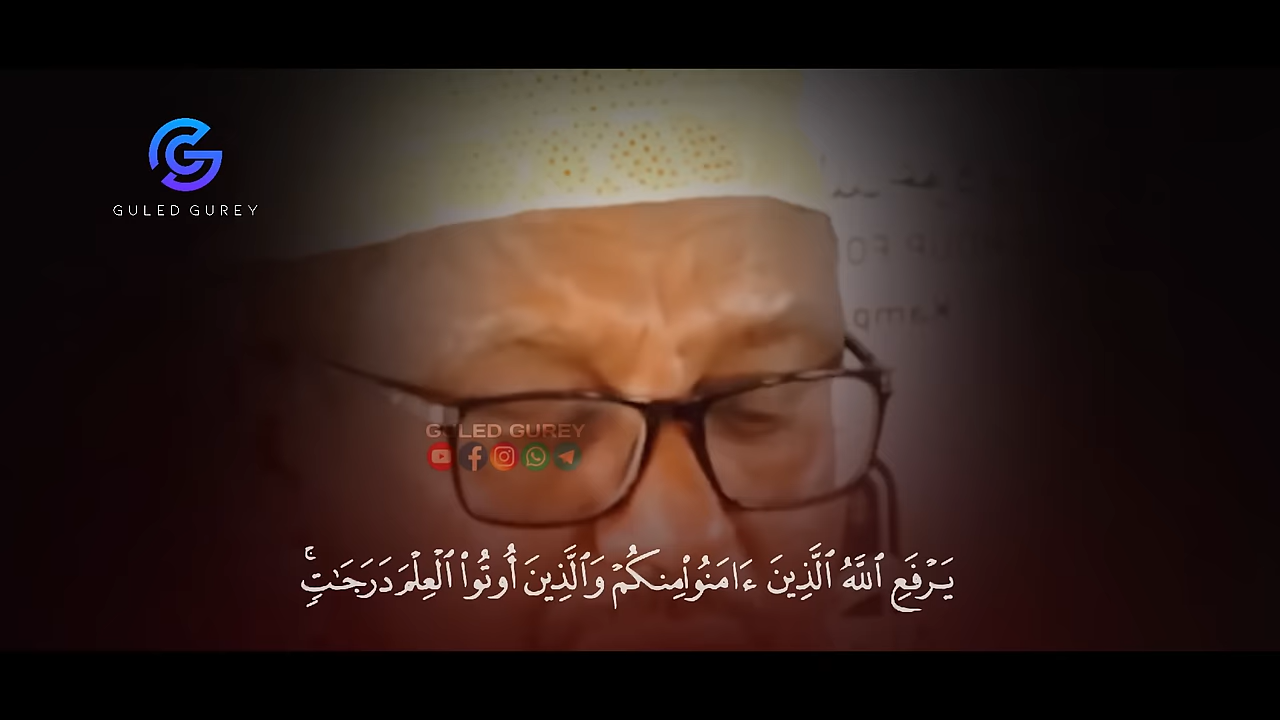 GULED GUREY
GULED GUREY
يَرْفَعِ ٱللَّهُ ٱلَّذِينَ ءَامَنُوا۟ مِنكُمْ وَٱلَّذِينَ أُوتُوا۟ ٱلْعِلْمَ دَرَجَـٰتٍۢ ۚ